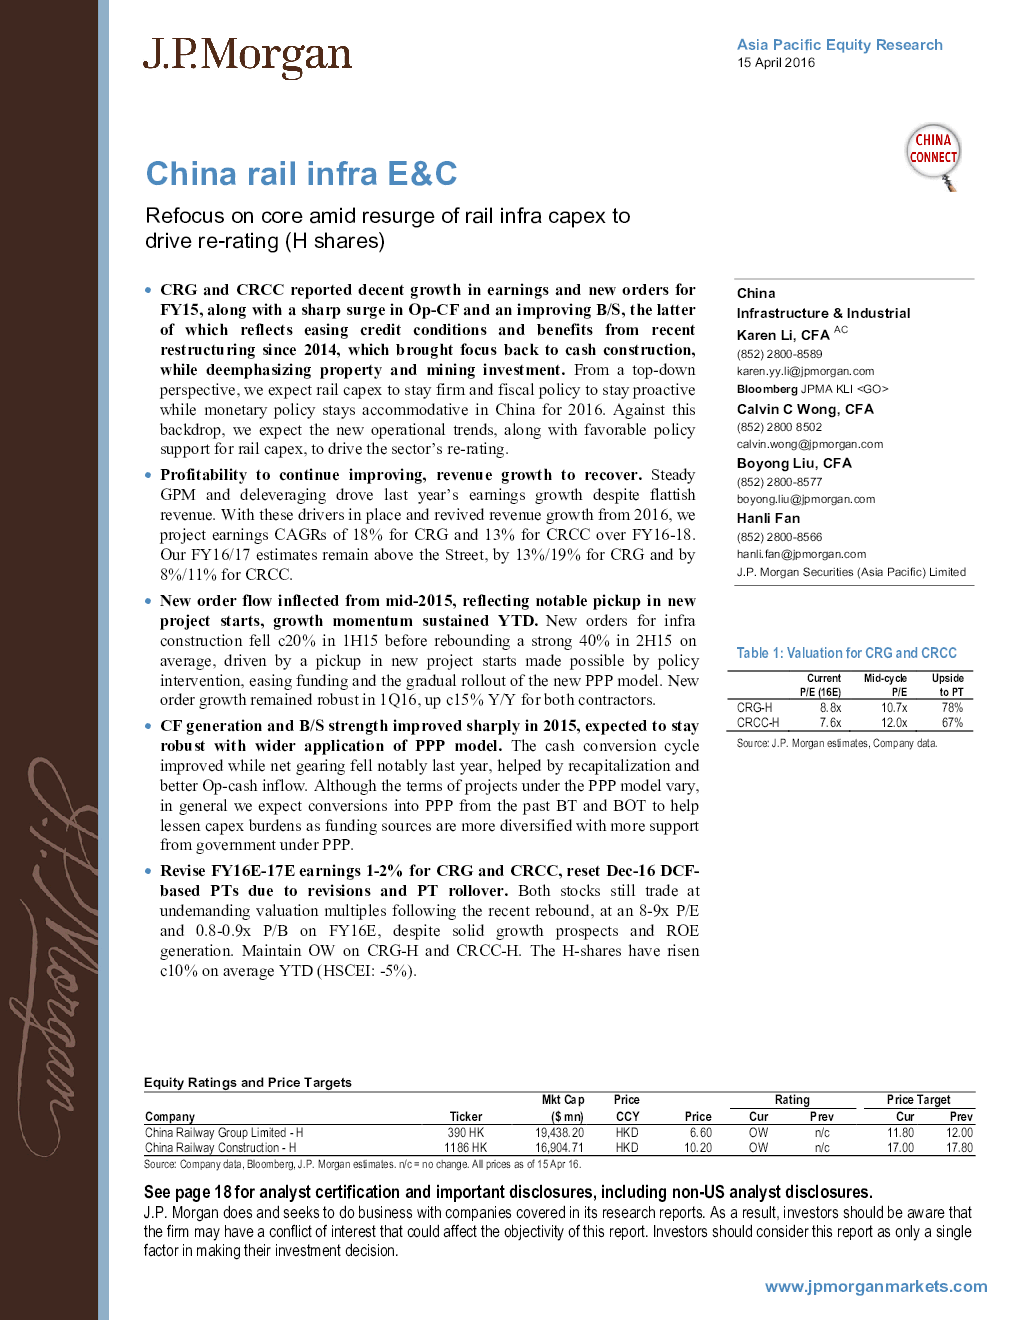 J.P.Morgan
Asia Pacific Equity Research
15 April 2016
CHINA
CONNECT
China rail infra E&C
Refocus on core amid resurge of rail infra capex to
drive re-rating (H shares)
• CRG and CRCC reported decent growth in earnings and new orders for
FY15, along with a sharp surge in Op-CF and an improving B/S, the latter
of which reflects easing credit conditions and benefits from recent
restructuring since 2014, which brought focus back to cash construction,
while deemphasizing property and mining investment. From a top-down
perspective, we expect rail capex to stay firm and fiscal policy to stay proactive
while monetary policy stays accommodative in China for 2016. Against this
backdrop, we expect the new operational trends, along with favorable policy
support for rail capex, to drive the sector's re-rating.
• Profitability to continue improving, revenue growth to recover. Steady
GPM and deleveraging drove last year's earnings growth despite flattish
revenue. With these drivers in place and revived revenue growth from 2016, we
project earnings CAGRs of 18% for CRG and 13% for CRCC over FY16-18.
Our FY16/17 estimates remain above the Street, by 13%/19% for CRG and by
8%/11% for CRCC.
• New order flow inflected from mid-2015, reflecting notable pickup in new
project starts, growth momentum sustained YTD. New orders for infra
construction fell c20% in 1H15 before rebounding a strong 40% in 2H15 on
average, driven by a pickup in new project starts made possible by policy
intervention, easing funding and the gradual rollout of the new PPP model. New
order growth remained robust in 1Q16, up c15% Y/Y for both contractors.
• CF generation and B/S strength improved sharply in 2015, expected to stay
robust with wider application of PPP model. The cash conversion cycle
improved while net gearing fell notably last year, helped by recapitalization and
better Op-cash inflow. Although the terms of projects under the PPP model vary,
in general we expect conversions into PPP from the past BT and BOT to help
lessen capex burdens as funding sources are more diversified with more support
from government under PPP.
• Revise FY16E-17E earnings 1-2% for CRG and CRCC, reset Dec-16 DCF-
based PTs due to revisions and PT rollover. Both stocks still trade at
undemanding valuation multiples following the recent rebound, at an 8-9x P/E
and 0.8-0.9x P/B on FY16E, despite solid growth prospects and ROE
generation. Maintain OW on CRG-H and CRCC-H. The H-shares have risen
c10% on average YTD (HSCEI: -5%).
China
Infrastructure & Industrial
Karen Li, CFA AC
(852) 2800-8589
karen.yy.li@jpmorgan.com
Bloomberg JPMA KLI <GO>
Calvin C Wong, CFA
(852) 2800 8502
calvin.wong@jpmorgan.com
Boyong Liu, CFA
(852) 2800-8577
boyong.liu@jpmorgan.com
Hanli Fan
(852) 2800-8566
hanli.fan@jpmorgan.com
J.P. Morgan Securities (Asia Pacific) Limited
Table 1: Valuation for CRG and CRCC
Current Mid-cycle Upside
P/E (16E) P/E to PT
CRG-H 8.8x 10.7x 78%
CRCC-H 7.6x 12.0x 67%
Source: J.P. Morgan estimates, Company data.
J.P.Morgan
Equity Ratings and Price Targets
Mkt Cap Price Rating Price Target
Company Ticker ($ mn) CCY Price Cur Prev Cur Prev
China Railway Group Limited - H 390 HK 19,438.20 HKD 6.60 OW n/c 11.80 12.00
China Railway Construction - H 1186 HK 16,904.71 HKD 10.20 OW n/c 17.00 17.80
Source: Company data, Bloomberg, J.P. Morgan estimates. n/c = no change. All prices as of 15 Apr 16.
See page 18 for analyst certification and important disclosures, including non-US analyst disclosures.
J.P. Morgan does and seeks to do business with companies covered in its research reports. As a result, investors should be aware that
the firm may have a conflict of interest that could affect the objectivity of this report. Investors should consider this report as only a single
factor in making their investment decision.
www.jpmorganmarkets.com